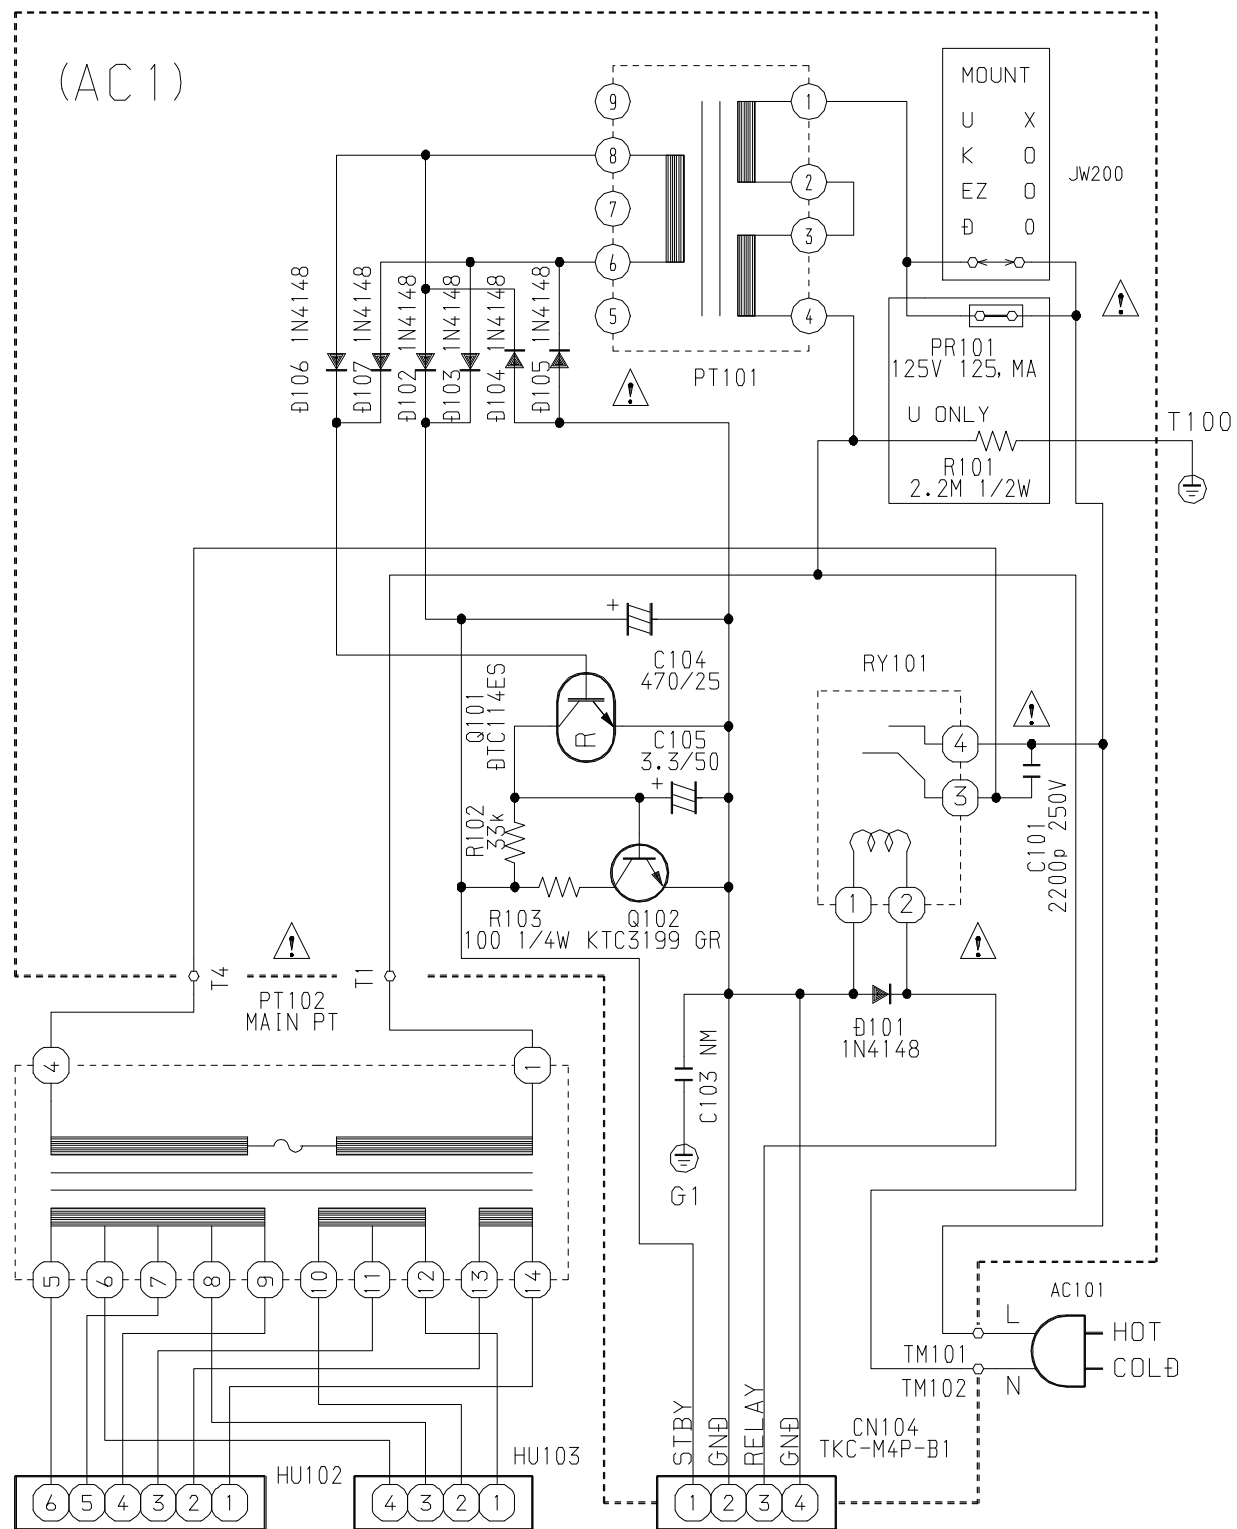 (AC1)
MOUNT
U X
K O
EZ O
Đ O
JW200
9
8
7
6
5
1
2
3
4
PT101
Đ106 1N4148
Đ107 1N4148
Đ102 1N4148
Đ103 1N4148
Đ104 1N4148
Đ105 1N4148
!
!
PR101
125V 125,MA
U ONLY
R101
2.2M 1/2W
T100
+
C104
470/25
Q101
ĐTC114ES
R
C105
3.3/50
+
R102
33k
R103
100 1/4W
Q102
KTC3199 GR
RY101
4
3
1
2
!
C101
2200p 250V
!
!
T4
T1
PT102
MAIN PT
4
1
Đ101
1N4148
C103 NM
G1
5
6
7
8
9
10
11
12
13
14
AC101
L
HOT
TM101
COLĐ
TM102
N
STBY
GNĐ
RELAY
GNĐ
CN104
TKC-M4P-B1
HU102
HU103
6 5 4 3 2 1
4 3 2 1
1 2 3 4